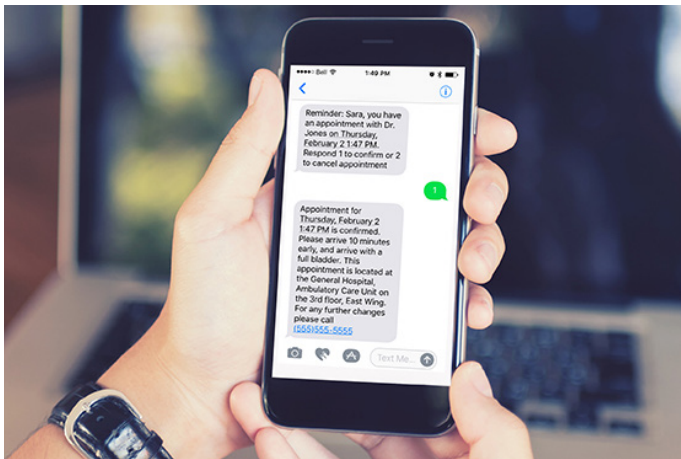 Bell 1:49 PM
Reminder: Sara, you have
an appointment with Dr.
Jones on Thursday,
February 2 1:47 PM.
Respond 1 to confirm or 2
to cancel appointment
1
Appointment for
Thursday, February 2
1:47 PM is confirmed.
Please arrive 10 minutes
early, and arrive with a
full bladder. This
appointment is located at
the General Hospital,
Ambulatory Care Unit on
the 3rd floor, East Wing.
For any further changes
please call
(555)555-5555
Text Me...